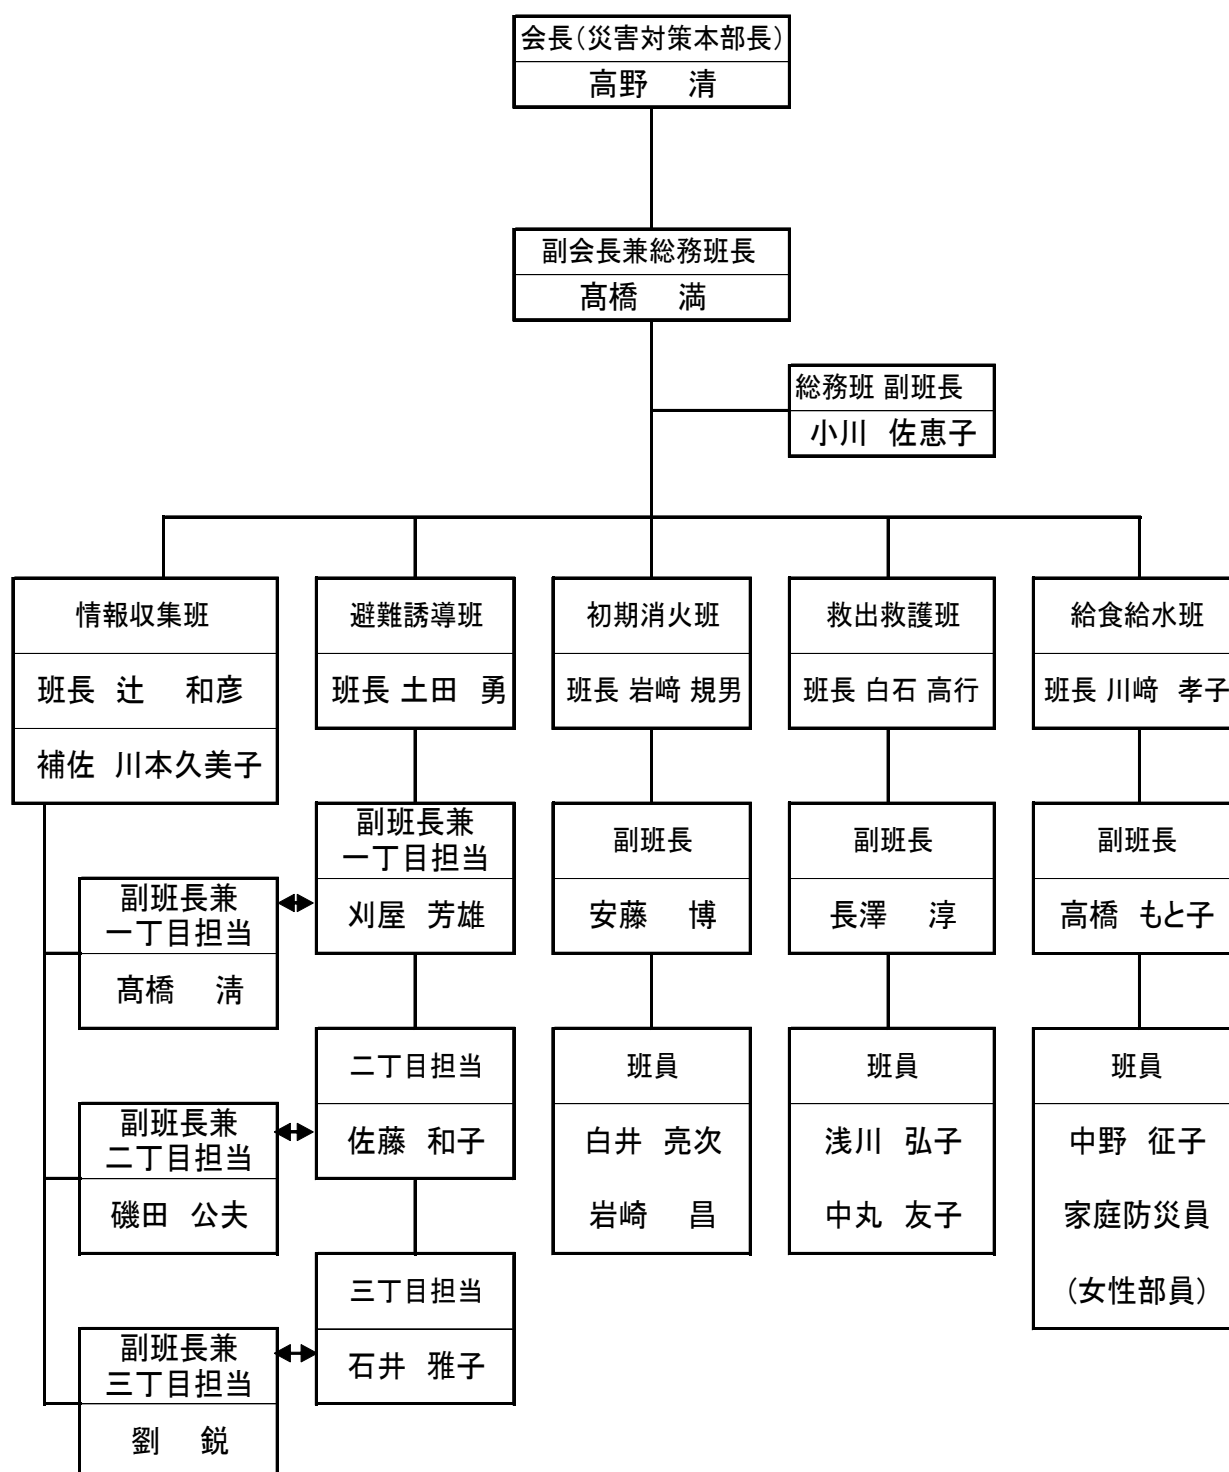 会長（災害対策本部長）
高野　清
副会長兼総務班長
髙橋　満
総務班 副班長
小川 佐恵子
情報収集班
班長 辻　和彦
補佐 川本久美子
副班長兼
一丁目担当
髙橋　淸
副班長兼
二丁目担当
磯田 公夫
副班長兼
三丁目担当
劉　鋭
避難誘導班
班長 土田 勇
副班長兼
一丁目担当
刈屋 芳雄
二丁目担当
佐藤 和子
三丁目担当
石井 雅子
初期消火班
班長 岩﨑 規男
副班長
安藤　博
班員
白井 亮次
岩崎　昌
救出救護班
班長 白石 高行
副班長
長澤　淳
班員
浅川 弘子
中丸 友子
給食給水班
班長 川﨑 孝子
副班長
高橋 もと子
班員
中野 征子
家庭防災員
（女性部員）